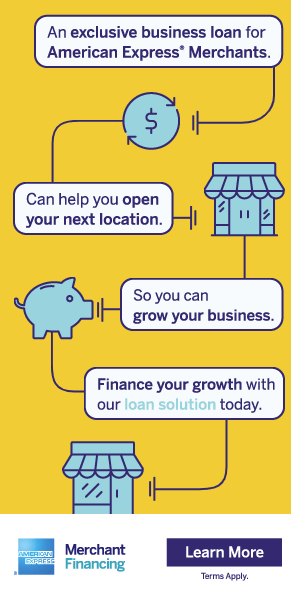 An exclusive business loan for
American Express® Merchants.
$
Can help you open
your next location.
So you can
grow your business.
Finance your growth with
our loan solution today.
AMERICAN
EXPRESS
Merchant
Financing
Learn More
Terms Apply.